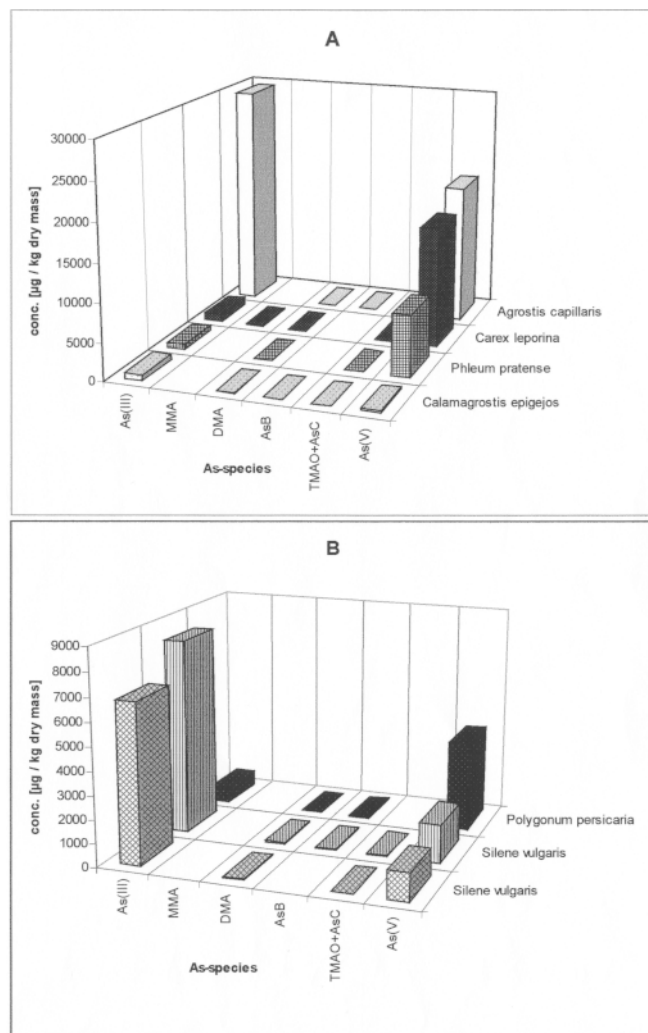 A
30000
25000
20000
15000
10000
5000
0
conc. [µg / kg dry mass]
As(III)
MMA
DMA
AsB
TMAO+AsC
As(V)
As-species
Agrostis capillaris
Carex leporina
Phleum pratense
Calamagrostis epigejos
B
9000
8000
7000
6000
5000
4000
3000
2000
1000
0
conc. [µg / kg dry mass]
As(III)
MMA
DMA
AsB
TMAO+AsC
As(V)
As-species
Polygonum persicaria
Silene vulgaris
Silene vulgaris